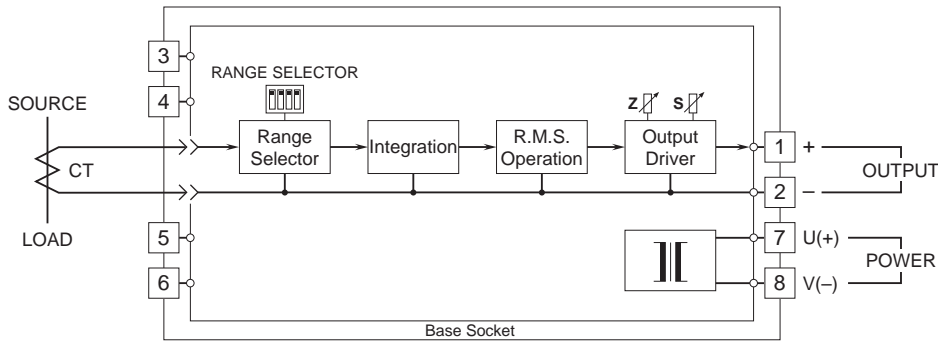 3
4
RANGE SELECTOR
SOURCE
CT
LOAD
Range
Selector
Integration
R.M.S.
Operation
Z
S
Output
Driver
1
+
2
–
OUTPUT
5
6
7
U(+)
8
V(–)
POWER
Base Socket